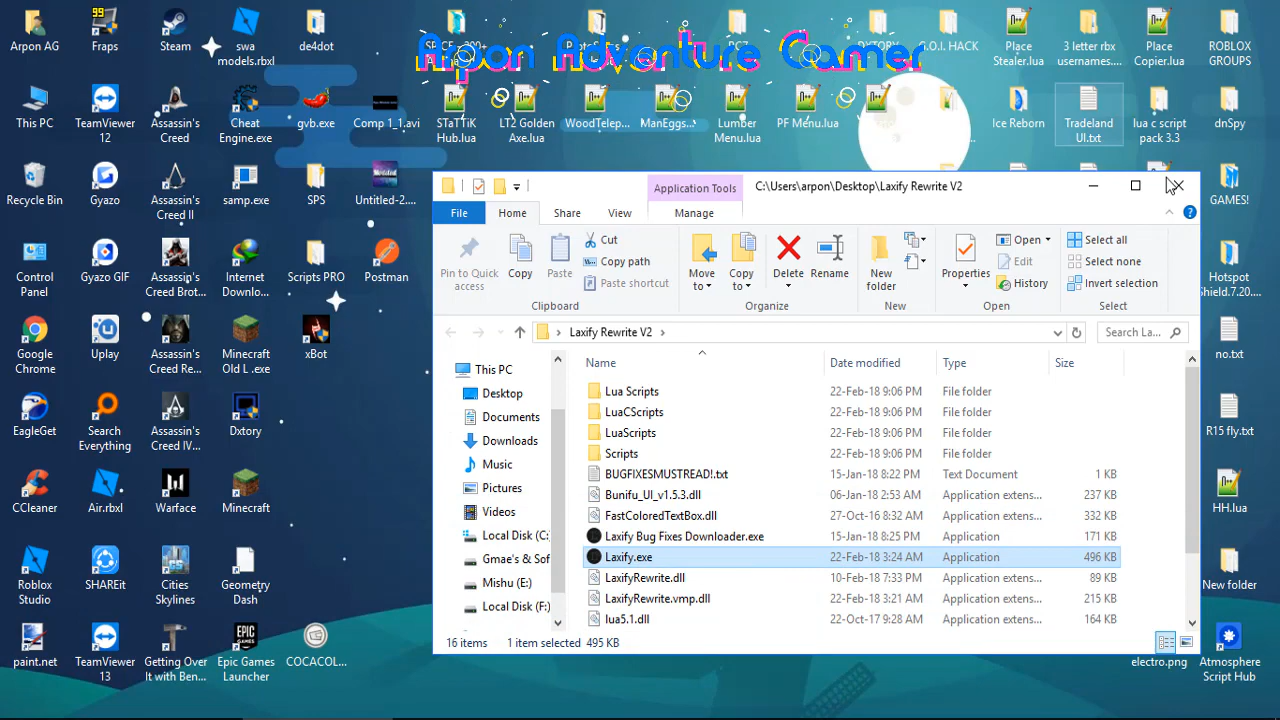 Arpon Adventure Gamer
Arpon AG
Fraps
Steam
swa
models.rbxl
de4dot
G.O.I. HACK
Place
Stealer.lua
3 letter rbx
usernames....
Place
Copier.lua
ROBLOX
GROUPS
This PC
TeamViewer
12
Assassin's
Creed
Cheat
Engine.exe
gvb.exe
Comp 1_1.avi
STaTTiK
Hub.lua
LT2 Golden
Axe.lua
WoodTelep...
ManEggs...
Lumber
Menu.lua
PF Menu.lua
Ice Reborn
Tradeland
UI.txt
lua c script
pack 3.3
dnSpy
Recycle Bin
Gyazo
Assassin's
Creed II
samp.exe
SPS
Untitled-2....
GAMES!
Control
Panel
Gyazo GIF
Assassin's
Creed Brot...
Internet
Downlo...
Scripts PRO
Postman
Hotspot
Shield.7.20....
Google
Chrome
Uplay
Assassin's
Creed Re...
Minecraft
Old L .exe
xBot
no.txt
EagleGet
Search
Everything
Assassin's
Creed IV...
Dxtory
R15 fly.txt
CCleaner
Air.rbxl
Warface
Minecraft
HH.lua
Roblox
Studio
SHAREit
Cities
Skylines
Geometry
Dash
New folder
paint.net
TeamViewer
13
Getting Over
It with Ben...
Epic Games
Launcher
COCACOL...
electro.png
Atmosphere
Script Hub
Application Tools
C:\Users\arpon\Desktop\Laxify Rewrite V2
File
Home
Share
View
Manage
Pin to Quick
access
Copy
Paste
Cut
Copy path
Paste shortcut
Clipboard
Move
to
Copy
to
Delete
Rename
Organize
New
folder
New
Properties
Open
Edit
History
Open
Select all
Select none
Invert selection
Select
Laxify Rewrite V2
Search La...
This PC
Desktop
Documents
Downloads
Music
Pictures
Videos
Local Disk (C:
Gmae's & Sof
Mishu (E:)
Local Disk (F:)
Name Date modified Type Size
Lua Scripts 22-Feb-18 9:06 PM File folder
LuaCScripts 22-Feb-18 9:06 PM File folder
LuaScripts 22-Feb-18 9:06 PM File folder
Scripts 22-Feb-18 9:06 PM File folder
BUGFIXESMUSTREAD!.txt 15-Jan-18 8:22 PM Text Document 1 KB
Bunifu_UI_v1.5.3.dll 06-Jan-18 2:53 AM Application extens... 237 KB
FastColoredTextBox.dll 27-Oct-16 8:32 AM Application extens... 332 KB
Laxify Bug Fixes Downloader.exe 15-Jan-18 8:25 PM Application 171 KB
Laxify.exe 22-Feb-18 3:24 AM Application 496 KB
LaxifyRewrite.dll 10-Feb-18 7:33 PM Application extens... 89 KB
LaxifyRewrite.vmp.dll 22-Feb-18 3:21 AM Application extens... 215 KB
lua5.1.dll 22-Oct-17 9:28 AM Application extens... 164 KB
16 items 1 item selected 495 KB